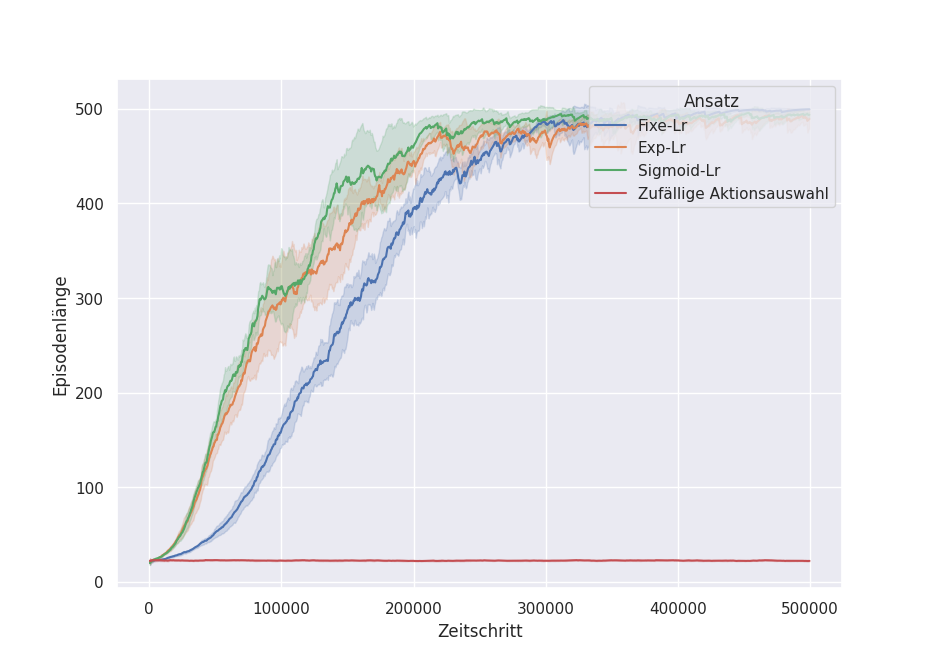 500
400
300
200
100
0
Episodenlänge
Ansatz
Fixe-Lr
Exp-Lr
Sigmoid-Lr
Zufällige Aktionsauswahl
0 100000 200000 300000 400000 500000
Zeitschritt